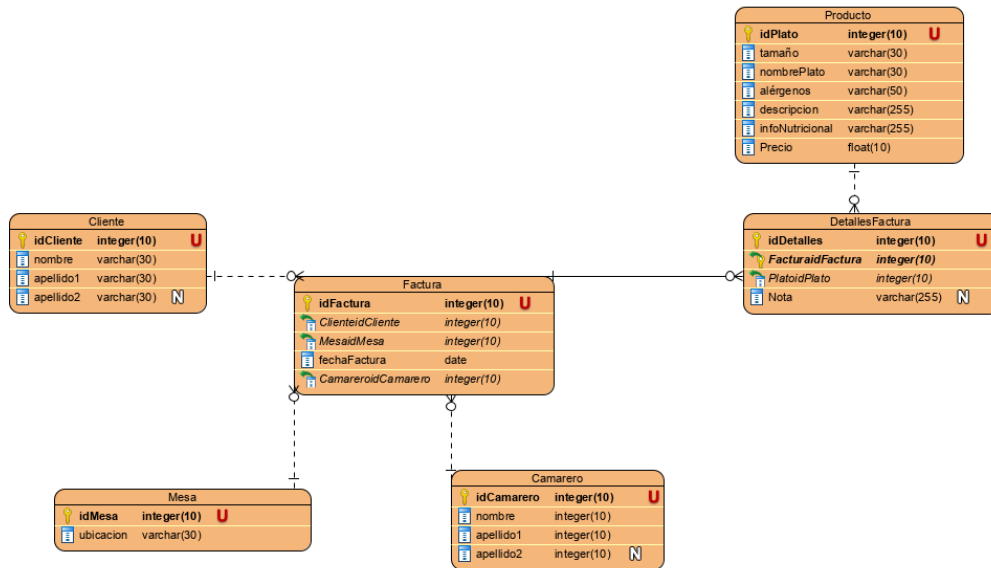 Producto
idPlato integer(10) U
tamaño varchar(30)
nombrePlato varchar(30)
alérgenos varchar(50)
descripcion varchar(255)
infoNutricional varchar(255)
Precio float(10)
Cliente
idCliente integer(10) U
nombre varchar(30)
apellido1 varchar(30)
apellido2 varchar(30) N
DetallesFactura
idDetalles integer(10) U
FacturaidFactura integer(10)
PlatoidPlato integer(10)
Nota varchar(255) N
Factura
idFactura integer(10) U
ClienteidCliente integer(10)
MesaidMesa integer(10)
fechaFactura date
CamareroidCamarero integer(10)
Mesa
idMesa integer(10) U
ubicacion varchar(30)
Camarero
idCamarero integer(10) U
nombre integer(10)
apellido1 integer(10)
apellido2 integer(10) N